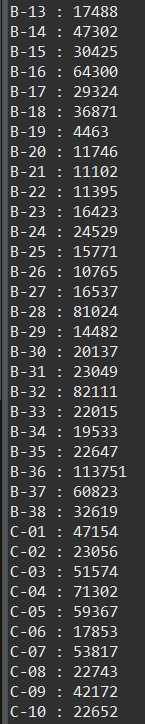 B-13 : 17488
B-14 : 47302
B-15 : 30425
B-16 : 64300
B-17 : 29324
B-18 : 36871
B-19 : 4463
B-20 : 11746
B-21 : 11102
B-22 : 11395
B-23 : 16423
B-24 : 24529
B-25 : 15771
B-26 : 10765
B-27 : 16537
B-28 : 81024
B-29 : 14482
B-30 : 20137
B-31 : 23049
B-32 : 82111
B-33 : 22015
B-34 : 19533
B-35 : 22647
B-36 : 113751
B-37 : 60823
B-38 : 32619
C-01 : 47154
C-02 : 23056
C-03 : 51574
C-04 : 71302
C-05 : 59367
C-06 : 17853
C-07 : 53817
C-08 : 22743
C-09 : 42172
C-10 : 22652